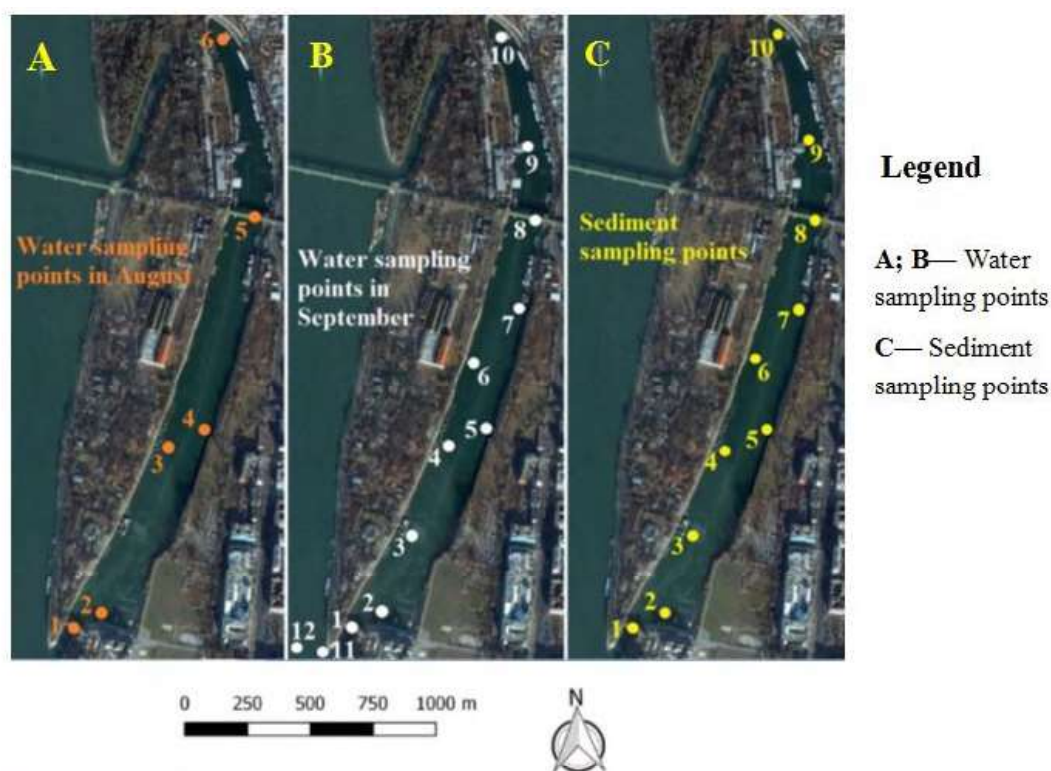 A
B
C
6
10
10
9
9
5
8
8
Water sampling
points in August
Water sampling
points in
September
Sediment
sampling points
7
7
6
6
4
5
5
3
4
4
3
3
2
2
2
1
1
1
12
11
Legend
A; B— Water
sampling points
C— Sediment
sampling points
0 250 500 750 1000 m
N